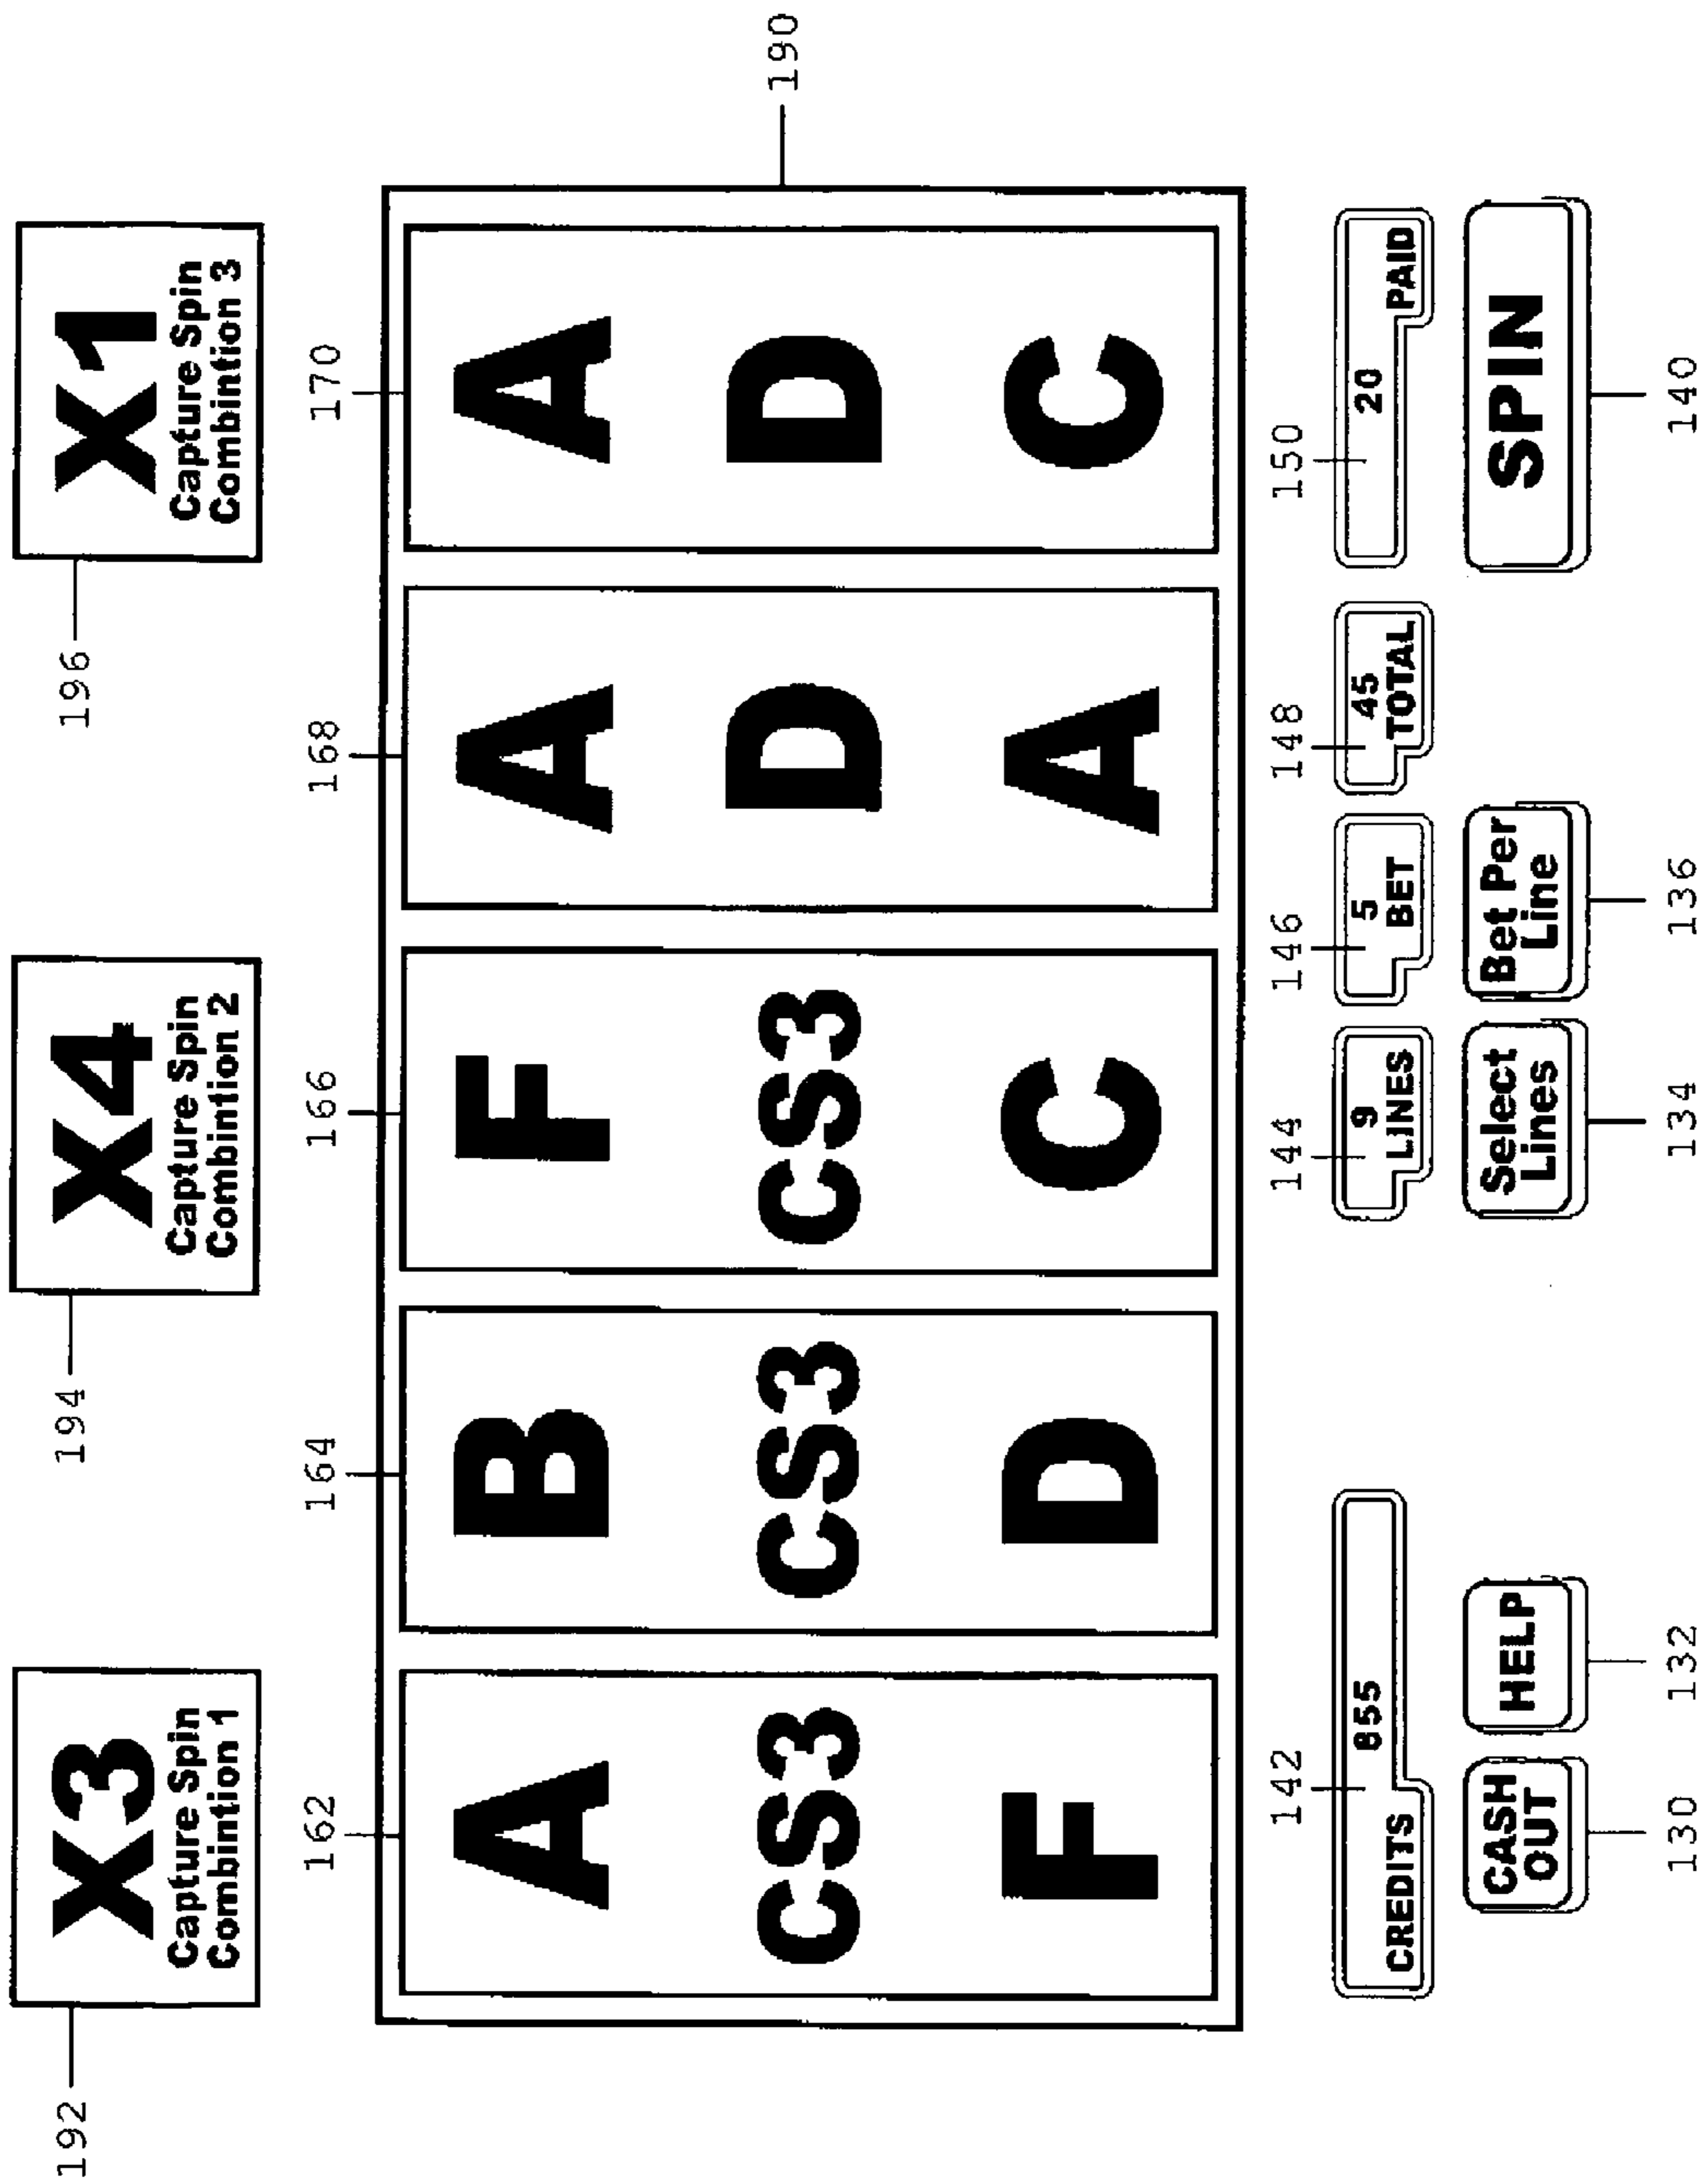 192
X3
Capture Spin
Combintion 1
194
X4
Capture Spin
Combintion 2
196
X1
Capture Spin
Combintion 3
162
164
166
168
170
190
A B F A A
CS3 CS3 CS3 D D
F D C A C
142
144
146
148
150
CREDITS 855
9
LINES
5
BET
45
TOTAL
20
PAID
CASH
OUT
HELP
Select
Lines
Bet Per
Line
SPIN
130
132
134
136
140